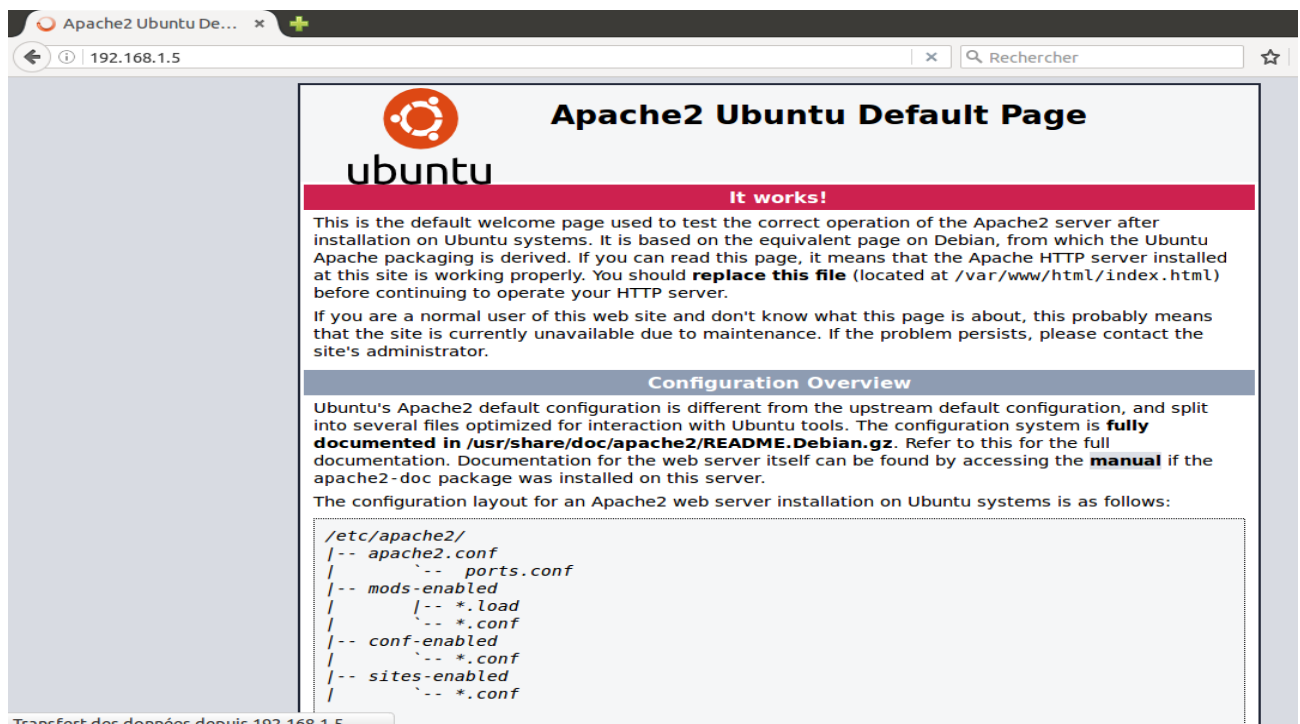 Apache2 Ubuntu De...
192.168.1.5
Rechercher
ubuntu
Apache2 Ubuntu Default Page
It works!
This is the default welcome page used to test the correct operation of the Apache2 server after
installation on Ubuntu systems. It is based on the equivalent page on Debian, from which the Ubuntu
Apache packaging is derived. If you can read this page, it means that the Apache HTTP server installed
at this site is working properly. You should replace this file (located at /var/www/html/index.html)
before continuing to operate your HTTP server.
If you are a normal user of this web site and don't know what this page is about, this probably means
that the site is currently unavailable due to maintenance. If the problem persists, please contact the
site's administrator.
Configuration Overview
Ubuntu's Apache2 default configuration is different from the upstream default configuration, and split
into several files optimized for interaction with Ubuntu tools. The configuration system is fully
documented in /usr/share/doc/apache2/README.Debian.gz. Refer to this for the full
documentation. Documentation for the web server itself can be found by accessing the manual if the
apache2-doc package was installed on this server.
The configuration layout for an Apache2 web server installation on Ubuntu systems is as follows:
/etc/apache2/
|-- apache2.conf
|       `--  ports.conf
|-- mods-enabled
|       |-- *.load
|       `-- *.conf
|-- conf-enabled
|       `-- *.conf
|-- sites-enabled
|       `-- *.conf
Transfert des données depuis 192.168.1.5